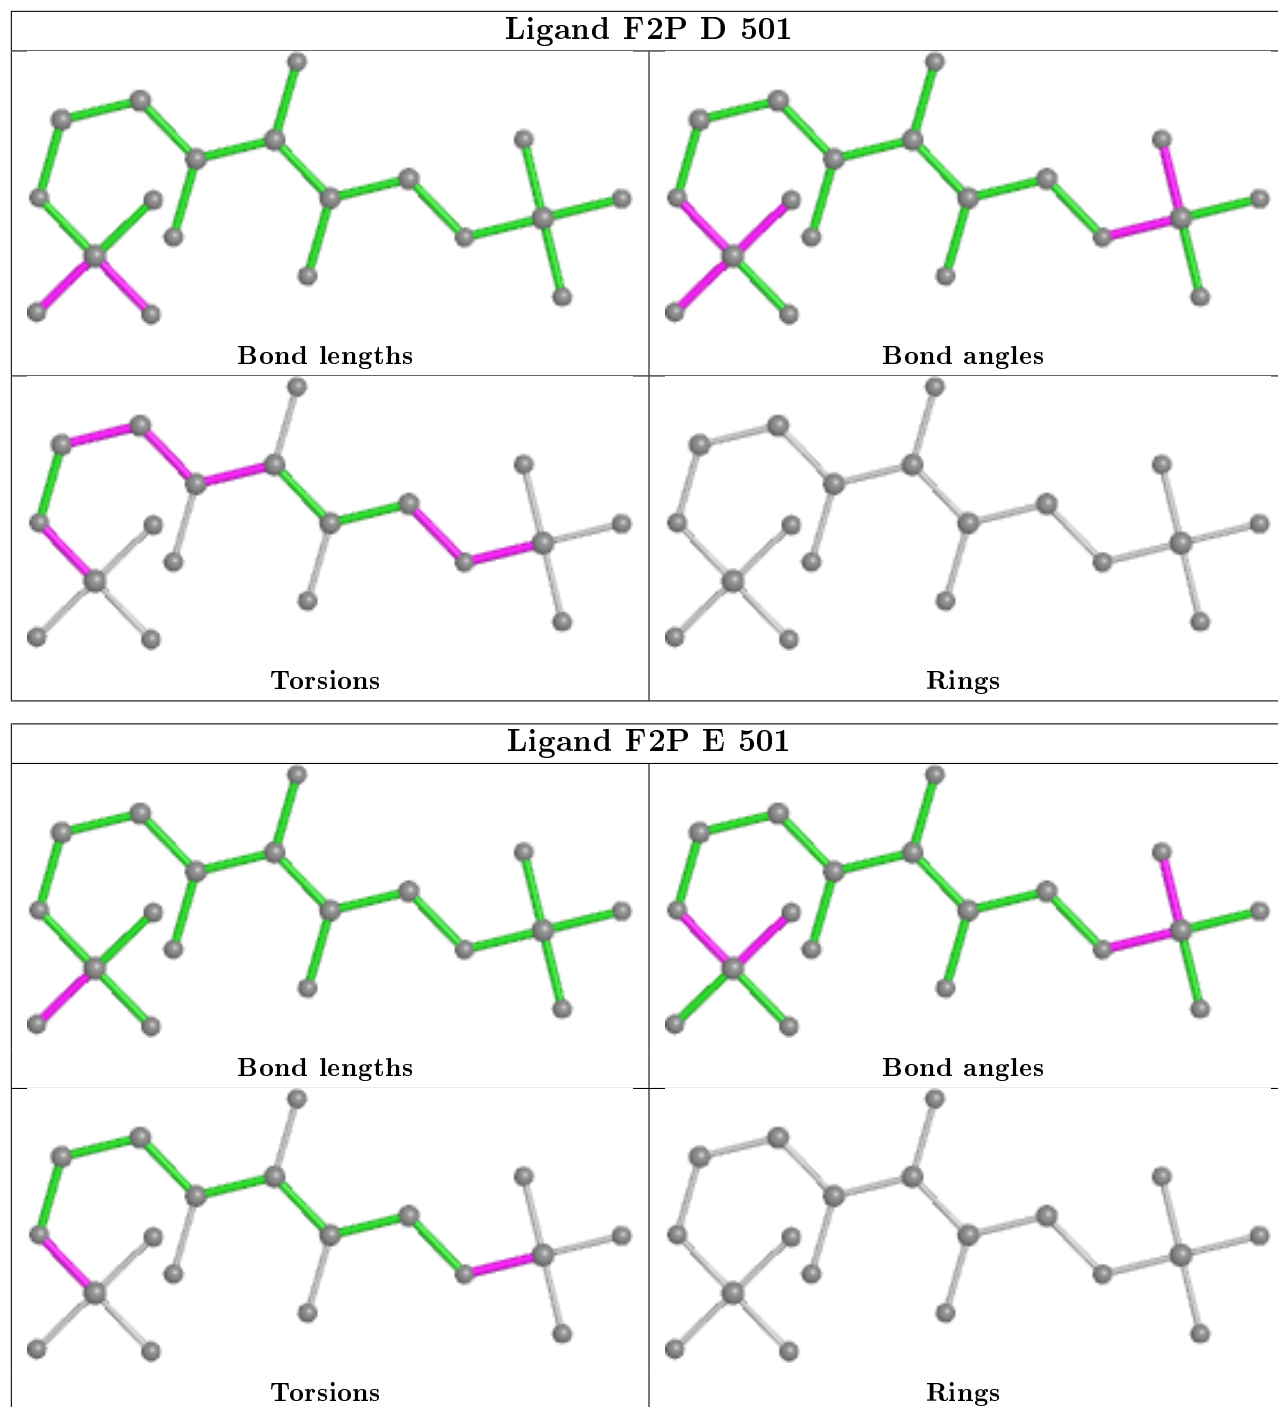 Ligand F2P D 501
Bond lengths
Bond angles
Torsions
Rings
Ligand F2P E 501
Bond lengths
Bond angles
Torsions
Rings